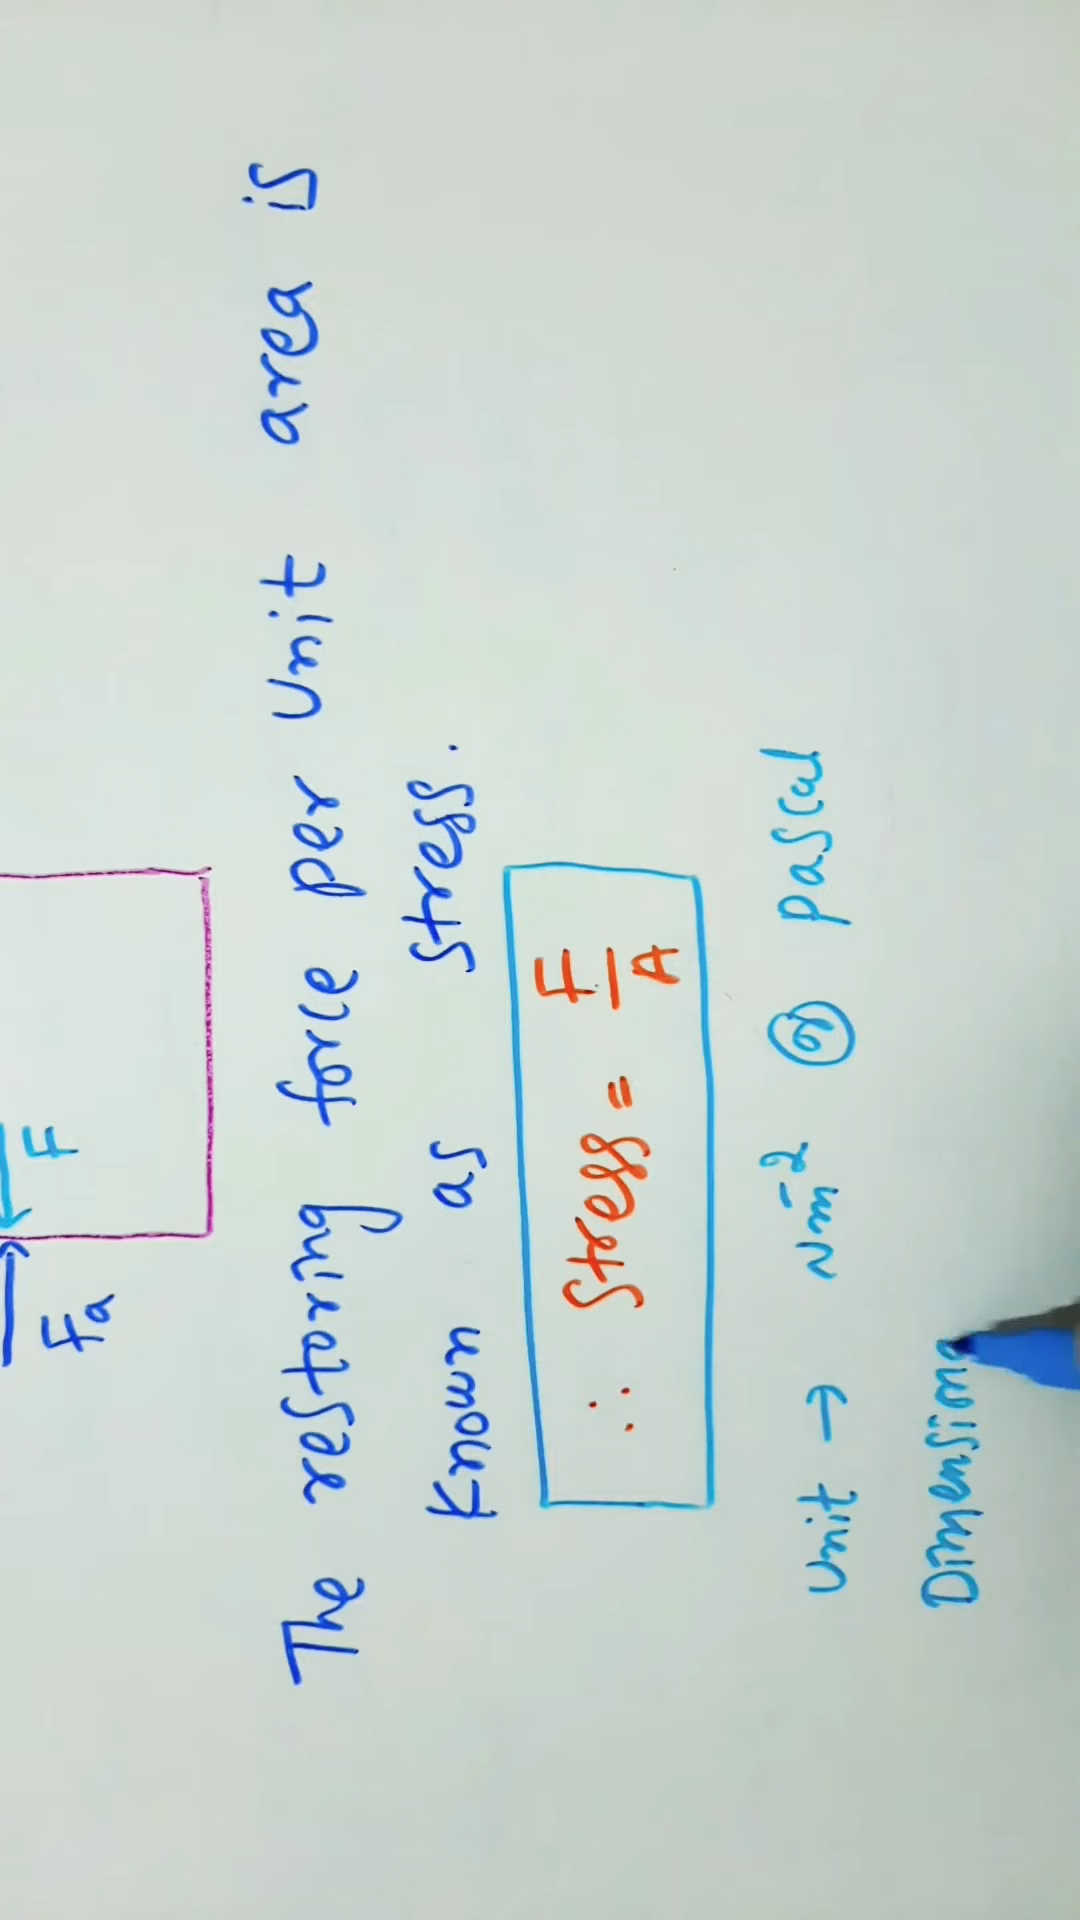 F Fa
The restoring force per unit area is
known as stress.
∴ Stress = F/A
unit → Nm⁻² (or) pascal
Dimension